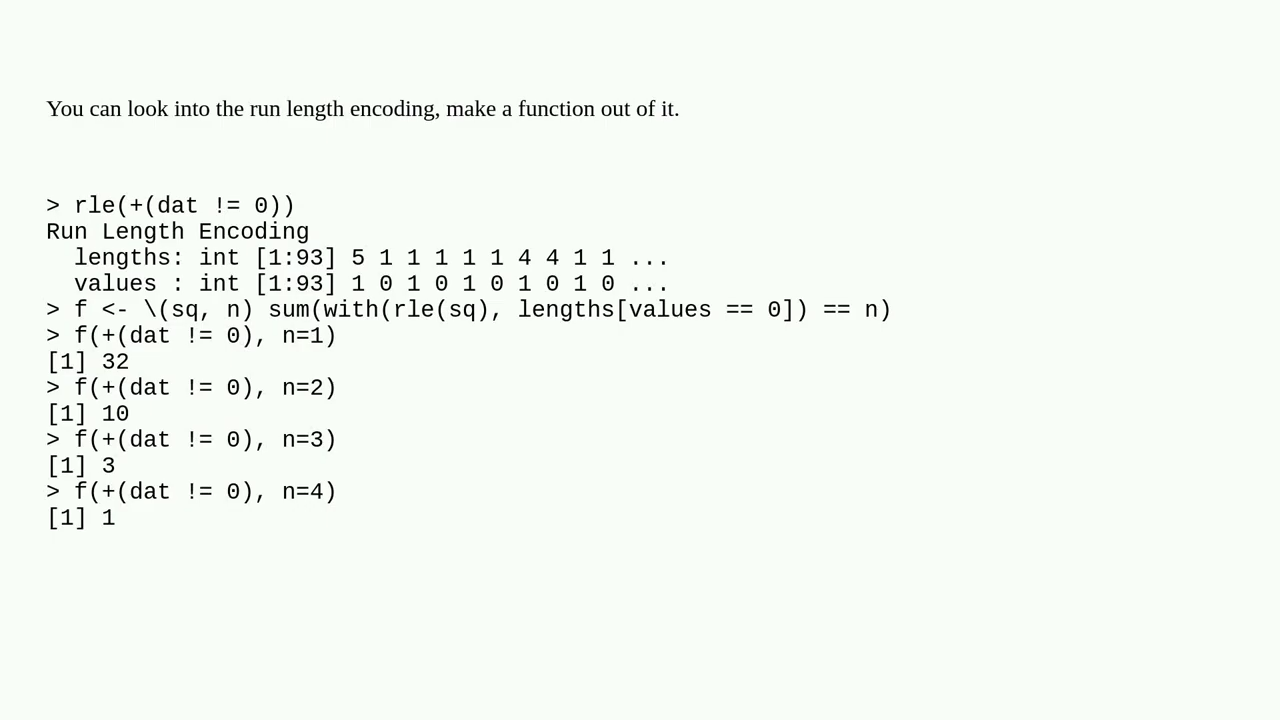 You can look into the run length encoding, make a function out of it.
> rle(+(dat != 0))
Run Length Encoding
  lengths: int [1:93] 5 1 1 1 1 1 4 4 1 1 ...
  values : int [1:93] 1 0 1 0 1 0 1 0 1 0 ...
> f <- \(sq, n) sum(with(rle(sq), lengths[values == 0]) == n)
> f(+(dat != 0), n=1)
[1] 32
> f(+(dat != 0), n=2)
[1] 10
> f(+(dat != 0), n=3)
[1] 3
> f(+(dat != 0), n=4)
[1] 1